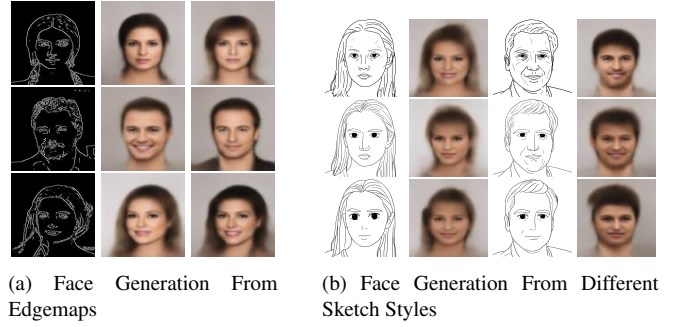 (a) Face Generation From
Edgemaps
(b) Face Generation From Different
Sketch Styles